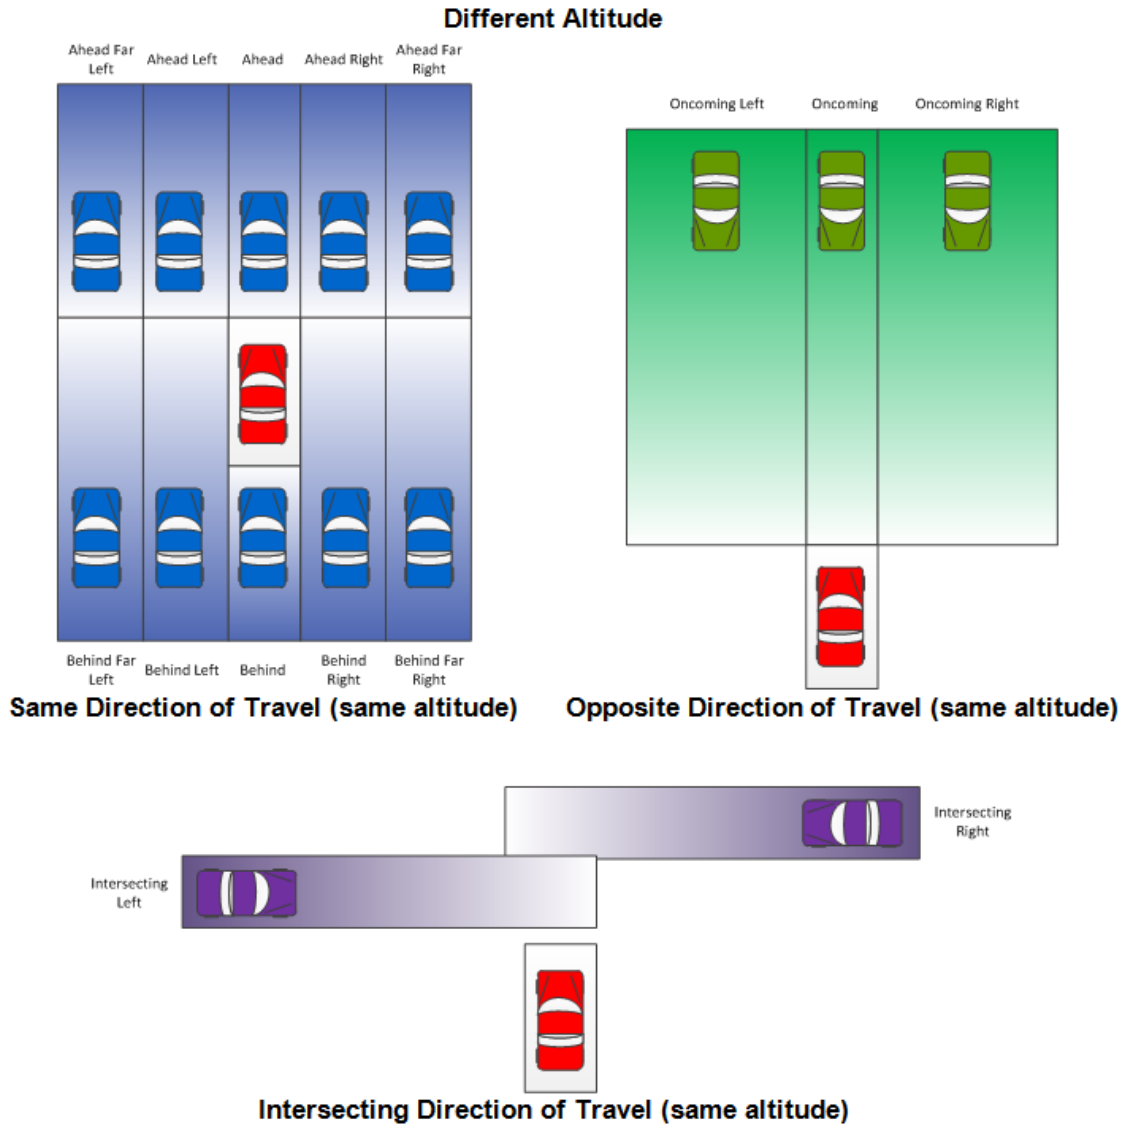 Different Altitude
Ahead Far
Left
Ahead Left
Ahead
Ahead Right
Ahead Far
Right
Oncoming Left
Oncoming
Oncoming Right
Behind Far
Left
Behind Left
Behind
Behind
Right
Behind Far
Right
Same Direction of Travel (same altitude)
Opposite Direction of Travel (same altitude)
Intersecting
Right
Intersecting
Left
Intersecting Direction of Travel (same altitude)